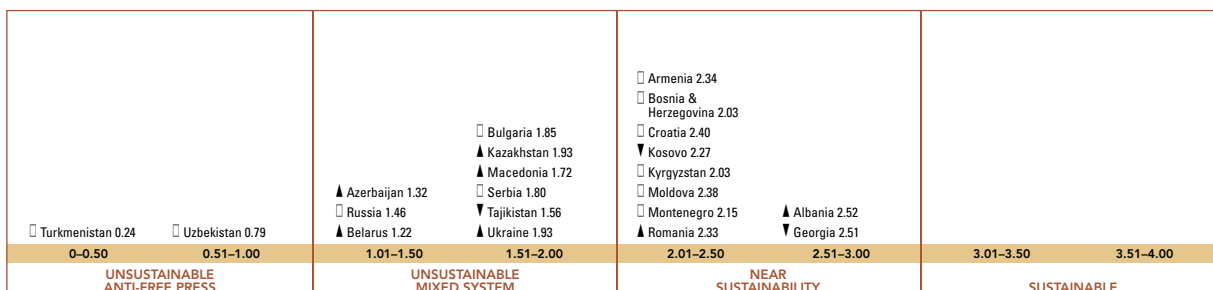 Armenia 2.34
Bosnia &
Herzegovina 2.03
Bulgaria 1.85
Croatia 2.40
Kazakhstan 1.93
Kosovo 2.27
Macedonia 1.72
Kyrgyzstan 2.03
Azerbaijan 1.32
Serbia 1.80
Moldova 2.38
Russia 1.46
Tajikistan 1.56
Montenegro 2.15
Albania 2.52
Turkmenistan 0.24
Uzbekistan 0.79
Belarus 1.22
Ukraine 1.93
Romania 2.33
Georgia 2.51
0–0.50
0.51–1.00
1.01–1.50
1.51–2.00
2.01–2.50
2.51–3.00
3.01–3.50
3.51–4.00
UNSUSTAINABLE
ANTI-FREE PRESS
UNSUSTAINABLE
MIXED SYSTEM
NEAR
SUSTAINABILITY
SUSTAINABLE